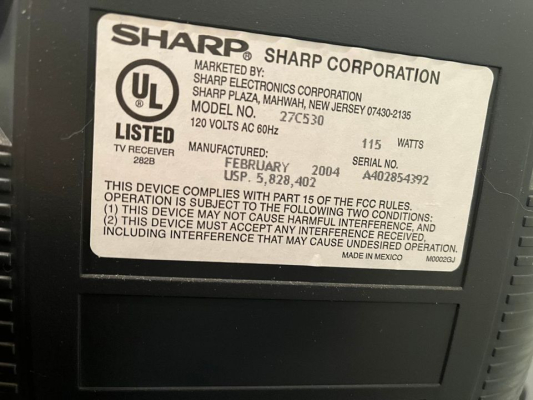 SHARP® SHARP CORPORATION
MARKETED BY:
SHARP ELECTRONICS CORPORATION
SHARP PLAZA, MAHWAH, NEW JERSEY 07430-2135
MODEL NO. 27C530
120 VOLTS AC 60Hz 115 WATTS
UL
LISTED
TV RECEIVER
282B
MANUFACTURED: SERIAL NO.
FEBRUARY 2004 A402854392
USP. 5,828,402
THIS DEVICE COMPLIES WITH PART 15 OF THE FCC RULES.
OPERATION IS SUBJECT TO THE FOLLOWING TWO CONDITIONS:
(1) THIS DEVICE MAY NOT CAUSE HARMFUL INTERFERENCE, AND
(2) THIS DEVICE MUST ACCEPT ANY INTERFERENCE RECEIVED,
INCLUDING INTERFERENCE THAT MAY CAUSE UNDESIRED OPERATION.
MADE IN MEXICO M0002GJ